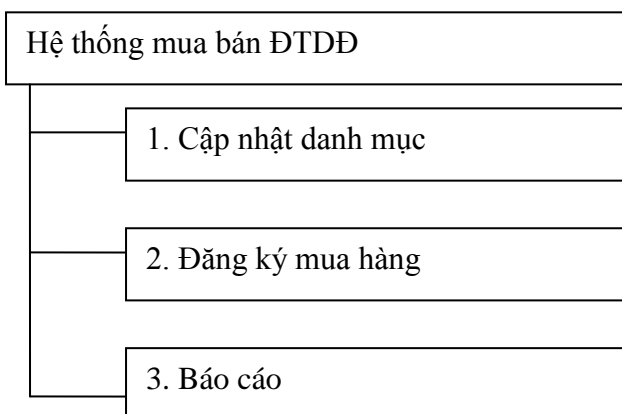 Hệ thống mua bán ĐTDĐ
1. Cập nhật danh mục
2. Đăng ký mua hàng
3. Báo cáo